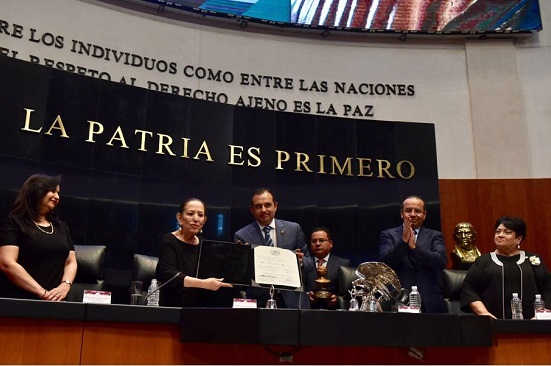 RE LOS INDIVIDUOS COMO ENTRE LAS NACIONES
EL RESPETO AL DERECHO AJENO ES LA PAZ
LA PATRIA ES PRIMERO